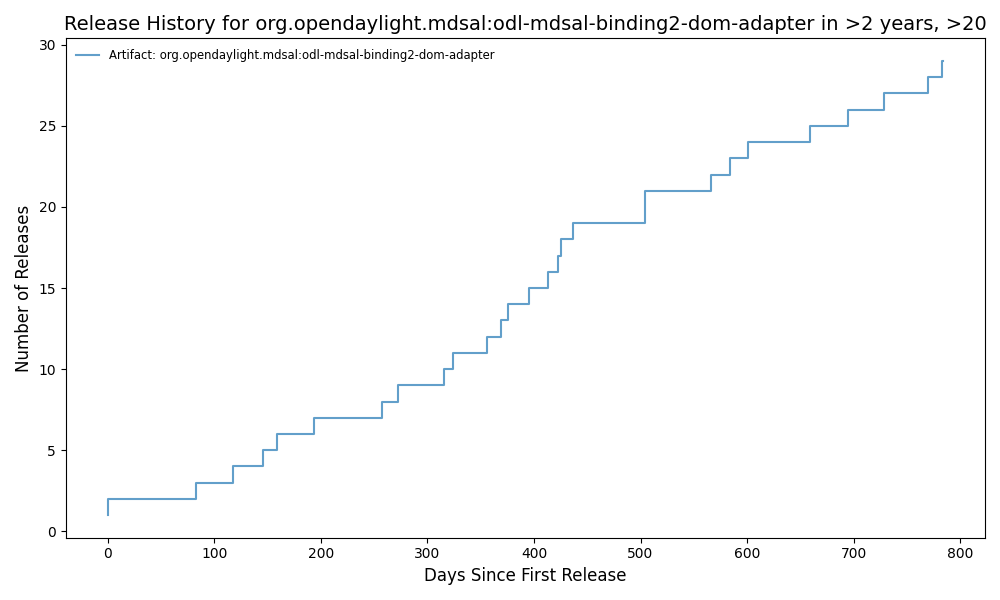 Release History for org.opendaylight.mdsal:odl-mdsal-binding2-dom-adapter in >2 years, >20
Artifact: org.opendaylight.mdsal:odl-mdsal-binding2-dom-adapter
30
25
20
15
10
5
0
Number of Releases
0 100 200 300 400 500 600 700 800
Days Since First Release